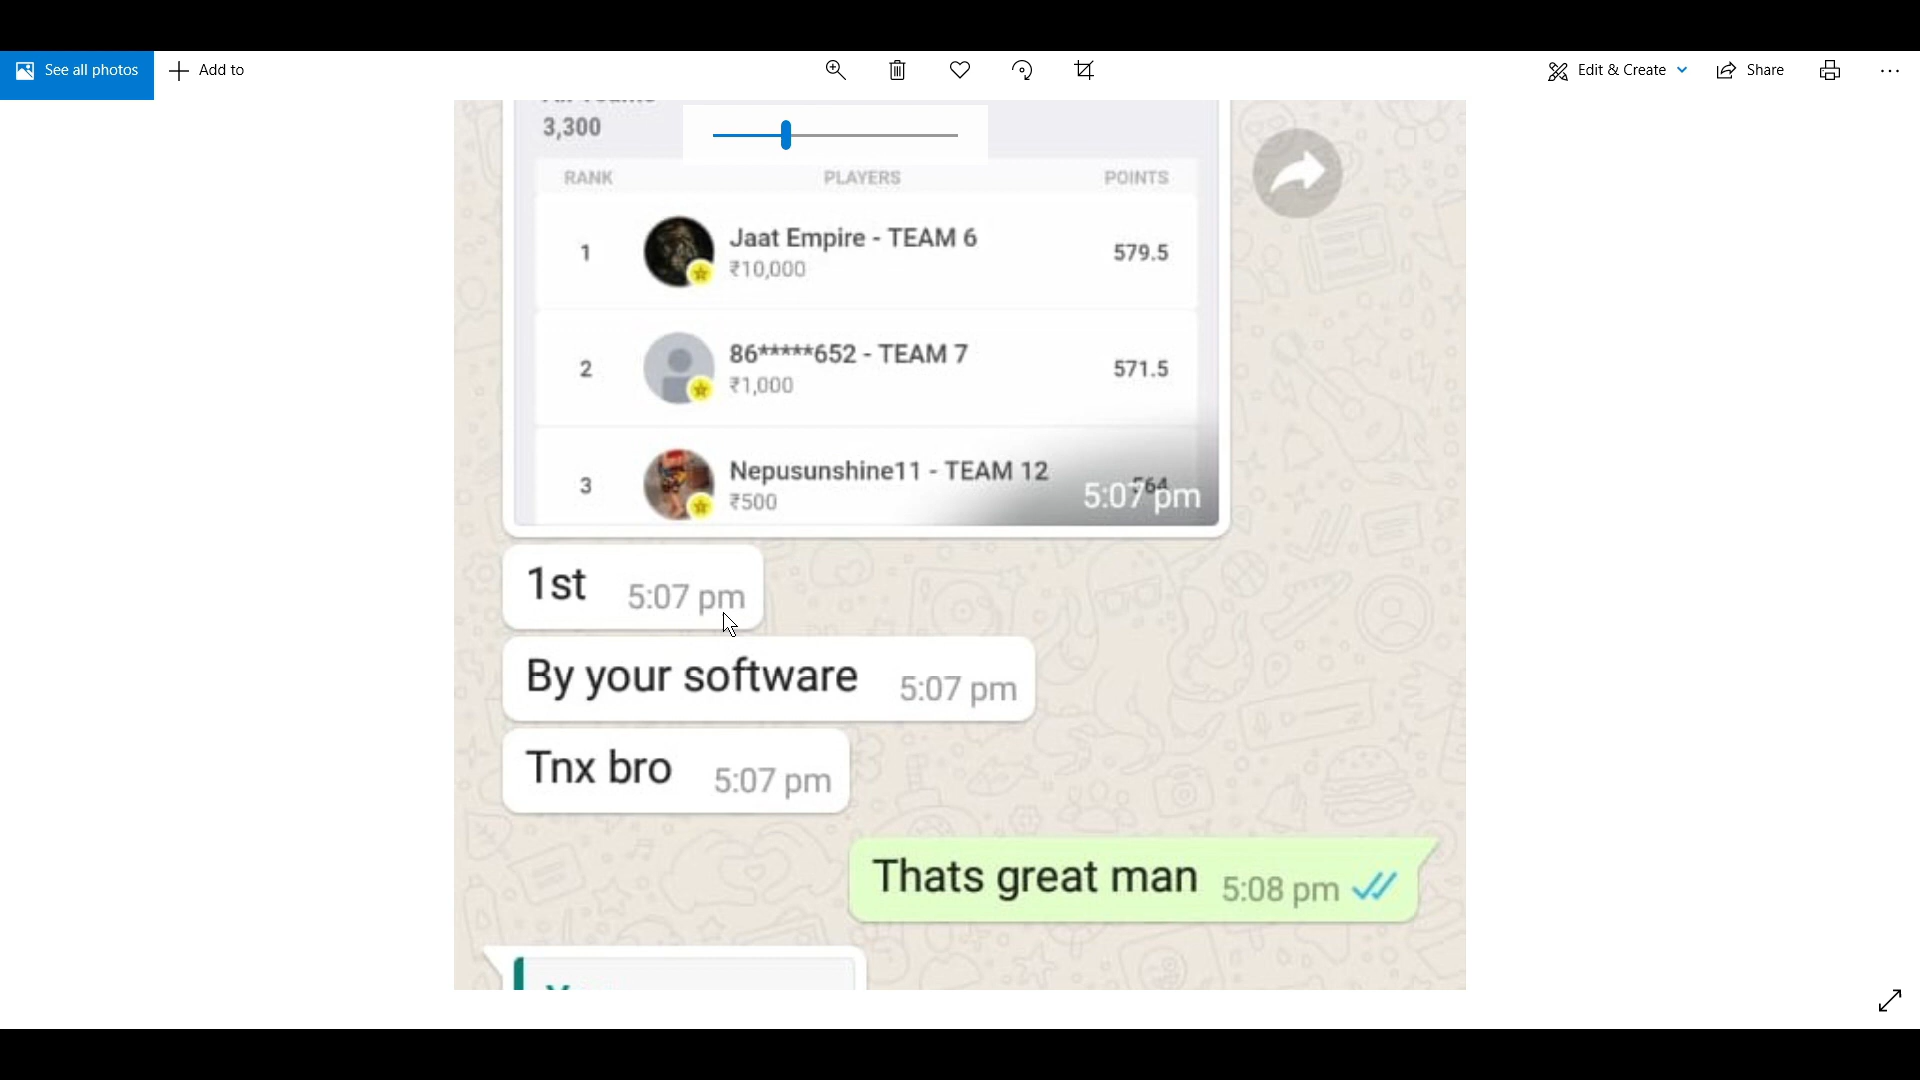 See all photos
Add to
Edit & Create
Share
3,300
RANK PLAYERS POINTS
1 Jaat Empire - TEAM 6 579.5
₹10,000
2 86*****652 - TEAM 7 571.5
₹1,000
3 Nepusunshine11 - TEAM 12 564
₹500
5:07 pm
1st 5:07 pm
By your software 5:07 pm
Tnx bro 5:07 pm
Thats great man 5:08 pm